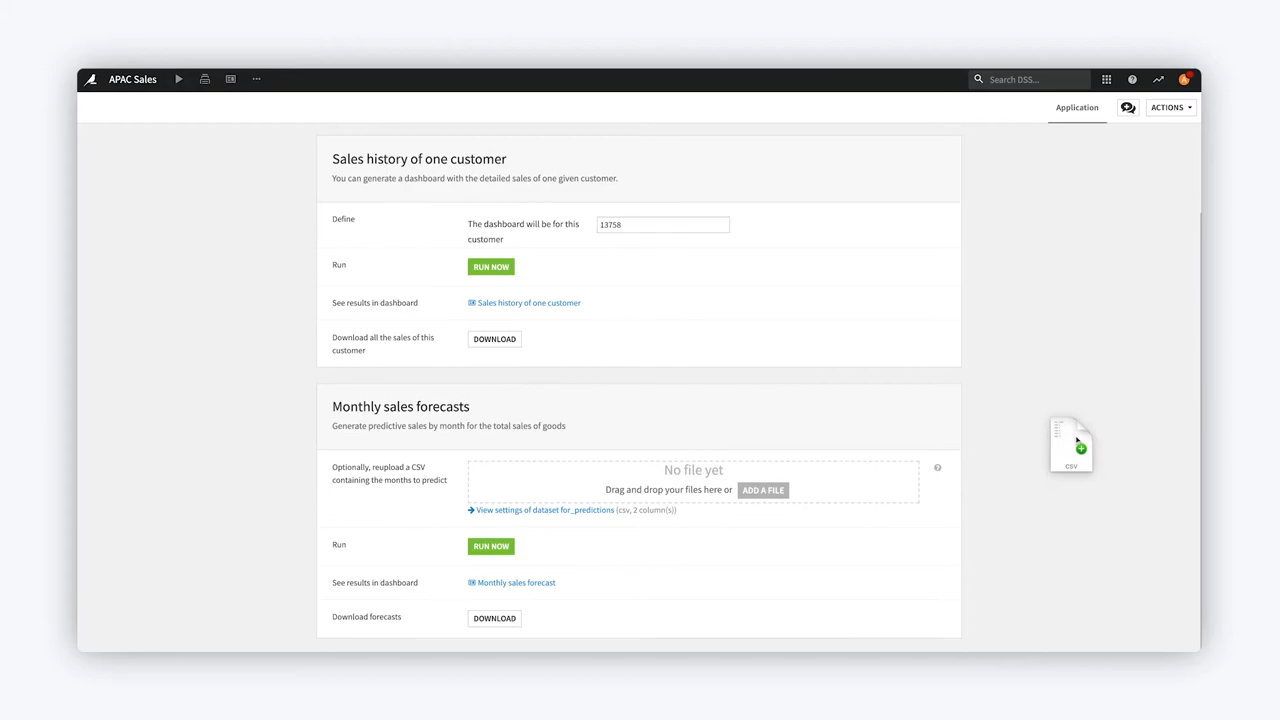 APAC Sales
Search DSS...
Application
ACTIONS
Sales history of one customer
You can generate a dashboard with the detailed sales of one given customer.
Define
The dashboard will be for this
customer
13758
Run
RUN NOW
See results in dashboard
Sales history of one customer
Download all the sales of this
customer
DOWNLOAD
Monthly sales forecasts
Generate predictive sales by month for the total sales of goods
Optionally, reupload a CSV
containing the months to predict
No file yet
Drag and drop your files here or ADD A FILE
View settings of dataset for_predictions (csv, 2 column(s))
Run
RUN NOW
See results in dashboard
Monthly sales forecast
Download forecasts
DOWNLOAD
CSV